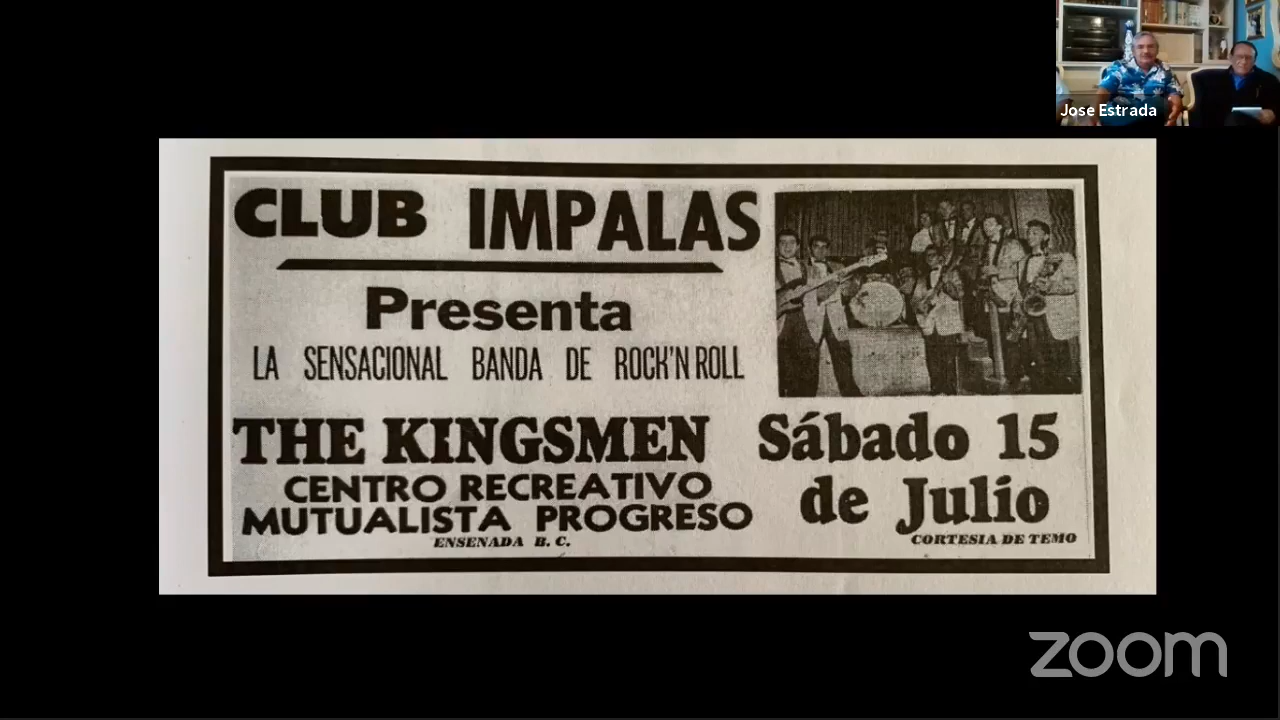 Jose Estrada
CLUB IMPALAS
Presenta
LA SENSACIONAL BANDA DE ROCK'N ROLL
THE KINGSMEN
CENTRO RECREATIVO
MUTUALISTA PROGRESO
ENSENADA B. C.
Sábado 15
de Julio
CORTESIA DE TEMO
zoom